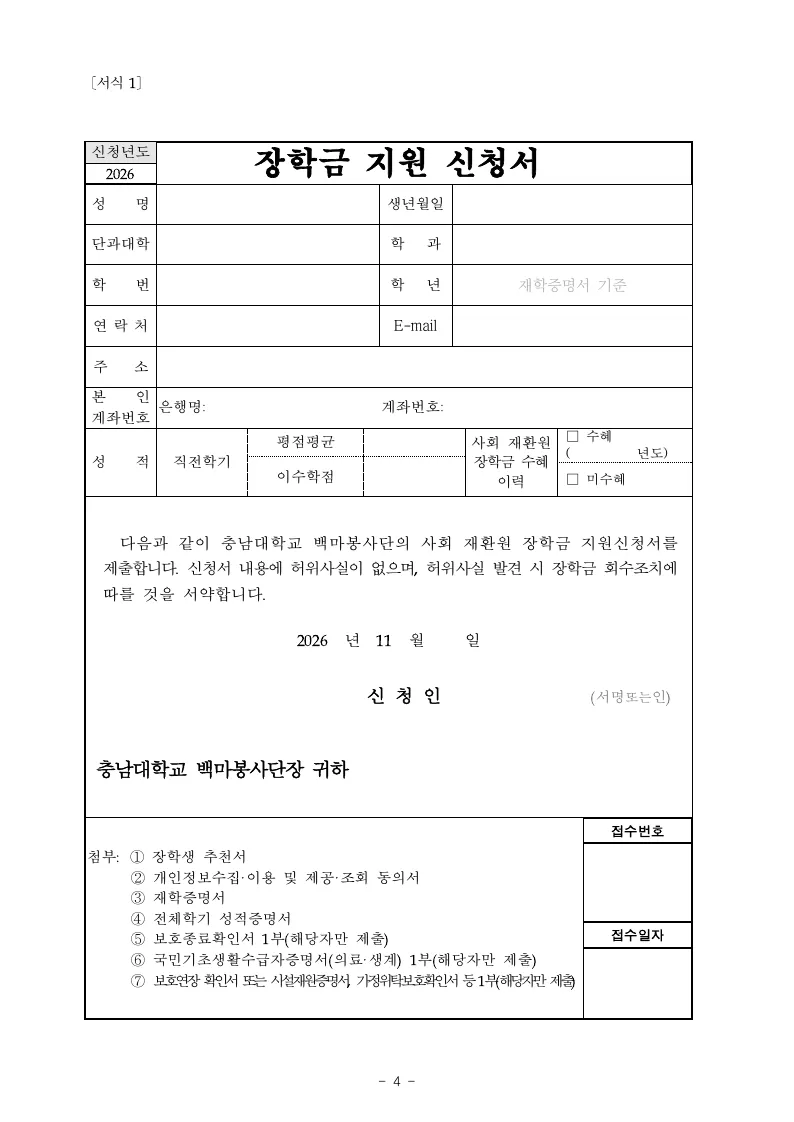 [서식 1]
신청년도
2026
장학금 지원 신청서
성 명
생년월일
단과대학
학 과
학 번
학 년
재학증명서 기준
연 락 처
E-mail
주 소
본 인
계좌번호
은행명:
계좌번호:
성 적
직전학기
평점평균
이수학점
사회 재환원
장학금 수혜
이력
□ 수혜
( 년도)
□ 미수혜
다음과 같이 충남대학교 백마봉사단의 사회 재환원 장학금 지원신청서를
제출합니다. 신청서 내용에 허위사실이 없으며, 허위사실 발견 시 장학금 회수조치에
따를 것을 서약합니다.
2026 년 11 월 일
신 청 인
(서명또는인)
충남대학교 백마봉사단장 귀하
첨부: ① 장학생 추천서
② 개인정보수집·이용 및 제공·조회 동의서
③ 재학증명서
④ 전체학기 성적증명서
⑤ 보호종료확인서 1부(해당자만 제출)
⑥ 국민기초생활수급자증명서(의료·생계) 1부(해당자만 제출)
⑦ 보호연장 확인서 또는 시설재원증명서, 가정위탁보호확인서 등 1부(해당자만 제출)
접수번호
접수일자
- 4 -